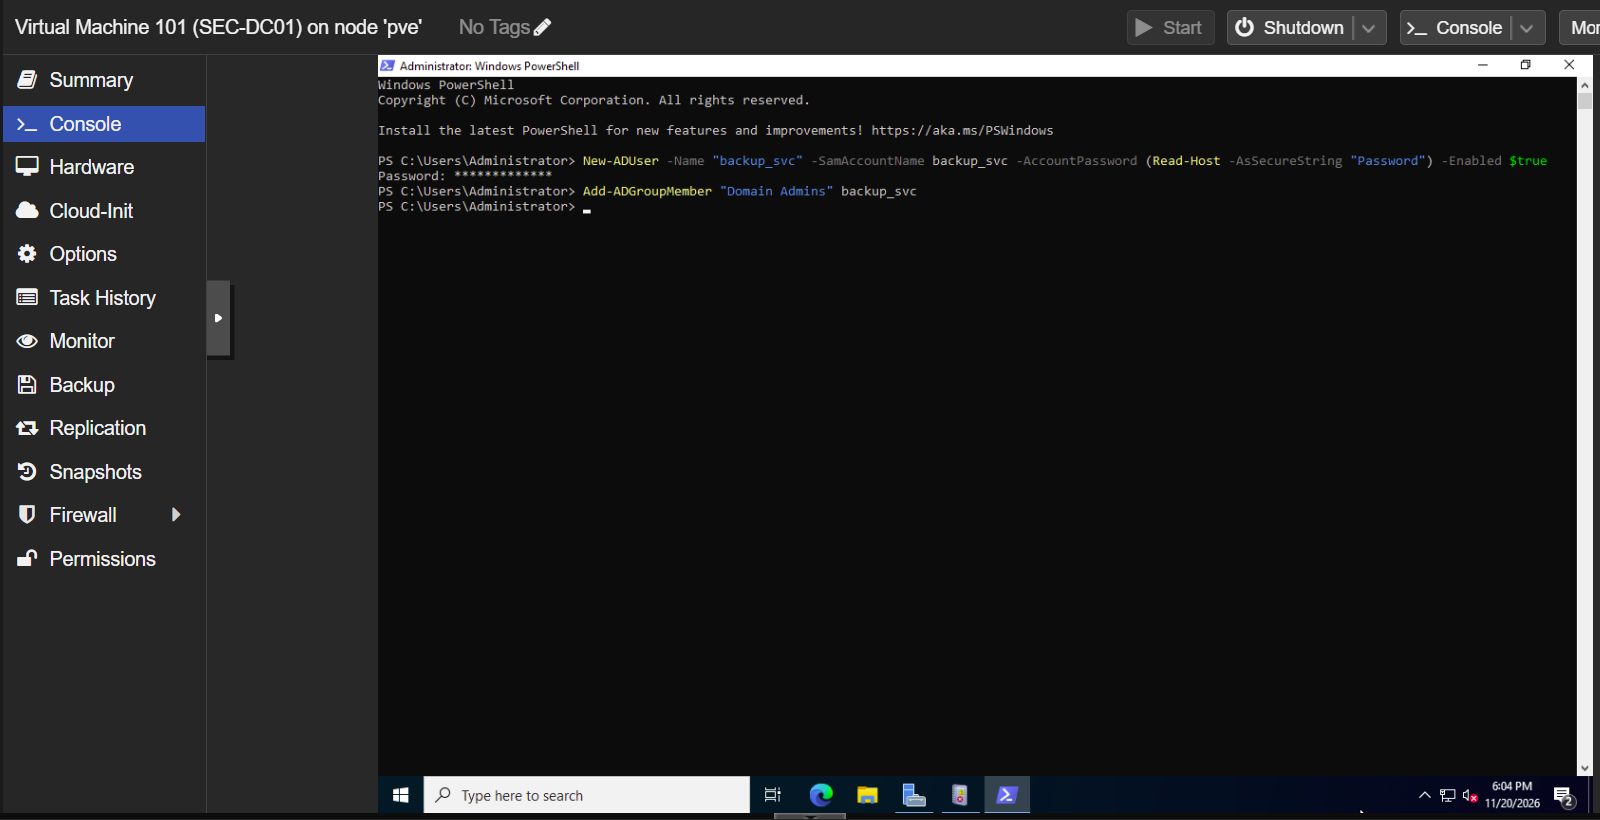 Virtual Machine 101 (SEC-DC01) on node 'pve' No Tags Start Shutdown Console
Summary
Console
Hardware
Cloud-Init
Options
Task History
Monitor
Backup
Replication
Snapshots
Firewall
Permissions
Administrator: Windows PowerShell
Windows PowerShell
Copyright (C) Microsoft Corporation. All rights reserved.
Install the latest PowerShell for new features and improvements! https://aka.ms/PSWindows
PS C:\Users\Administrator> New-ADUser -Name "backup_svc" -SamAccountName backup_svc -AccountPassword (Read-Host -AsSecureString "Password") -Enabled $true
Password: *************
PS C:\Users\Administrator> Add-ADGroupMember "Domain Admins" backup_svc
PS C:\Users\Administrator>
Type here to search
6:04 PM
11/20/2026
2